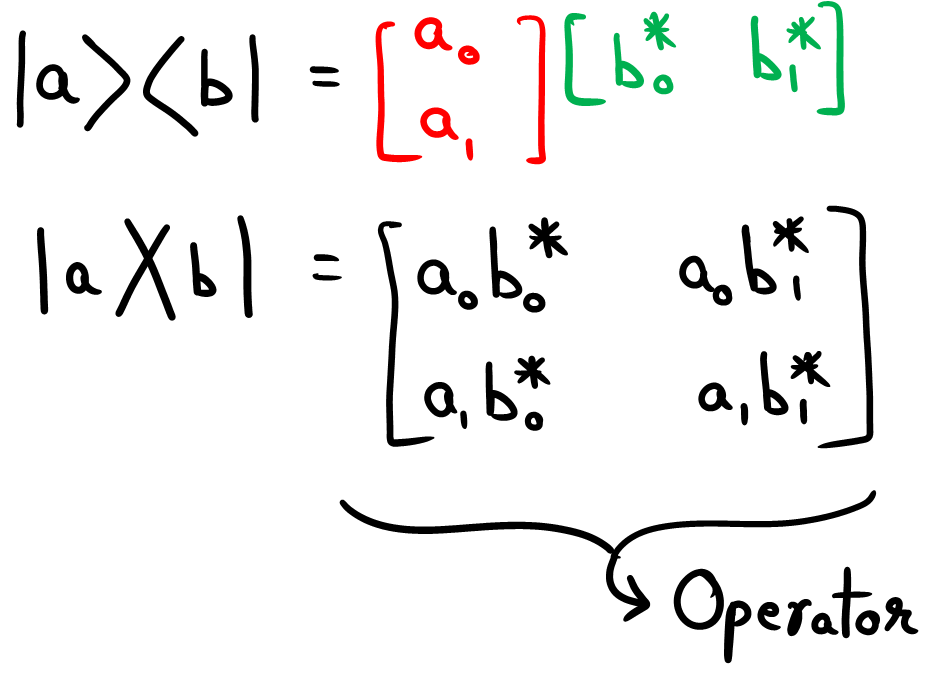 |a><b| = [a₀ a₁] [b₀* b₁*]
|a><b| = [a₀b₀* a₀b₁*
a₁b₀* a₁b₁*]
Operator